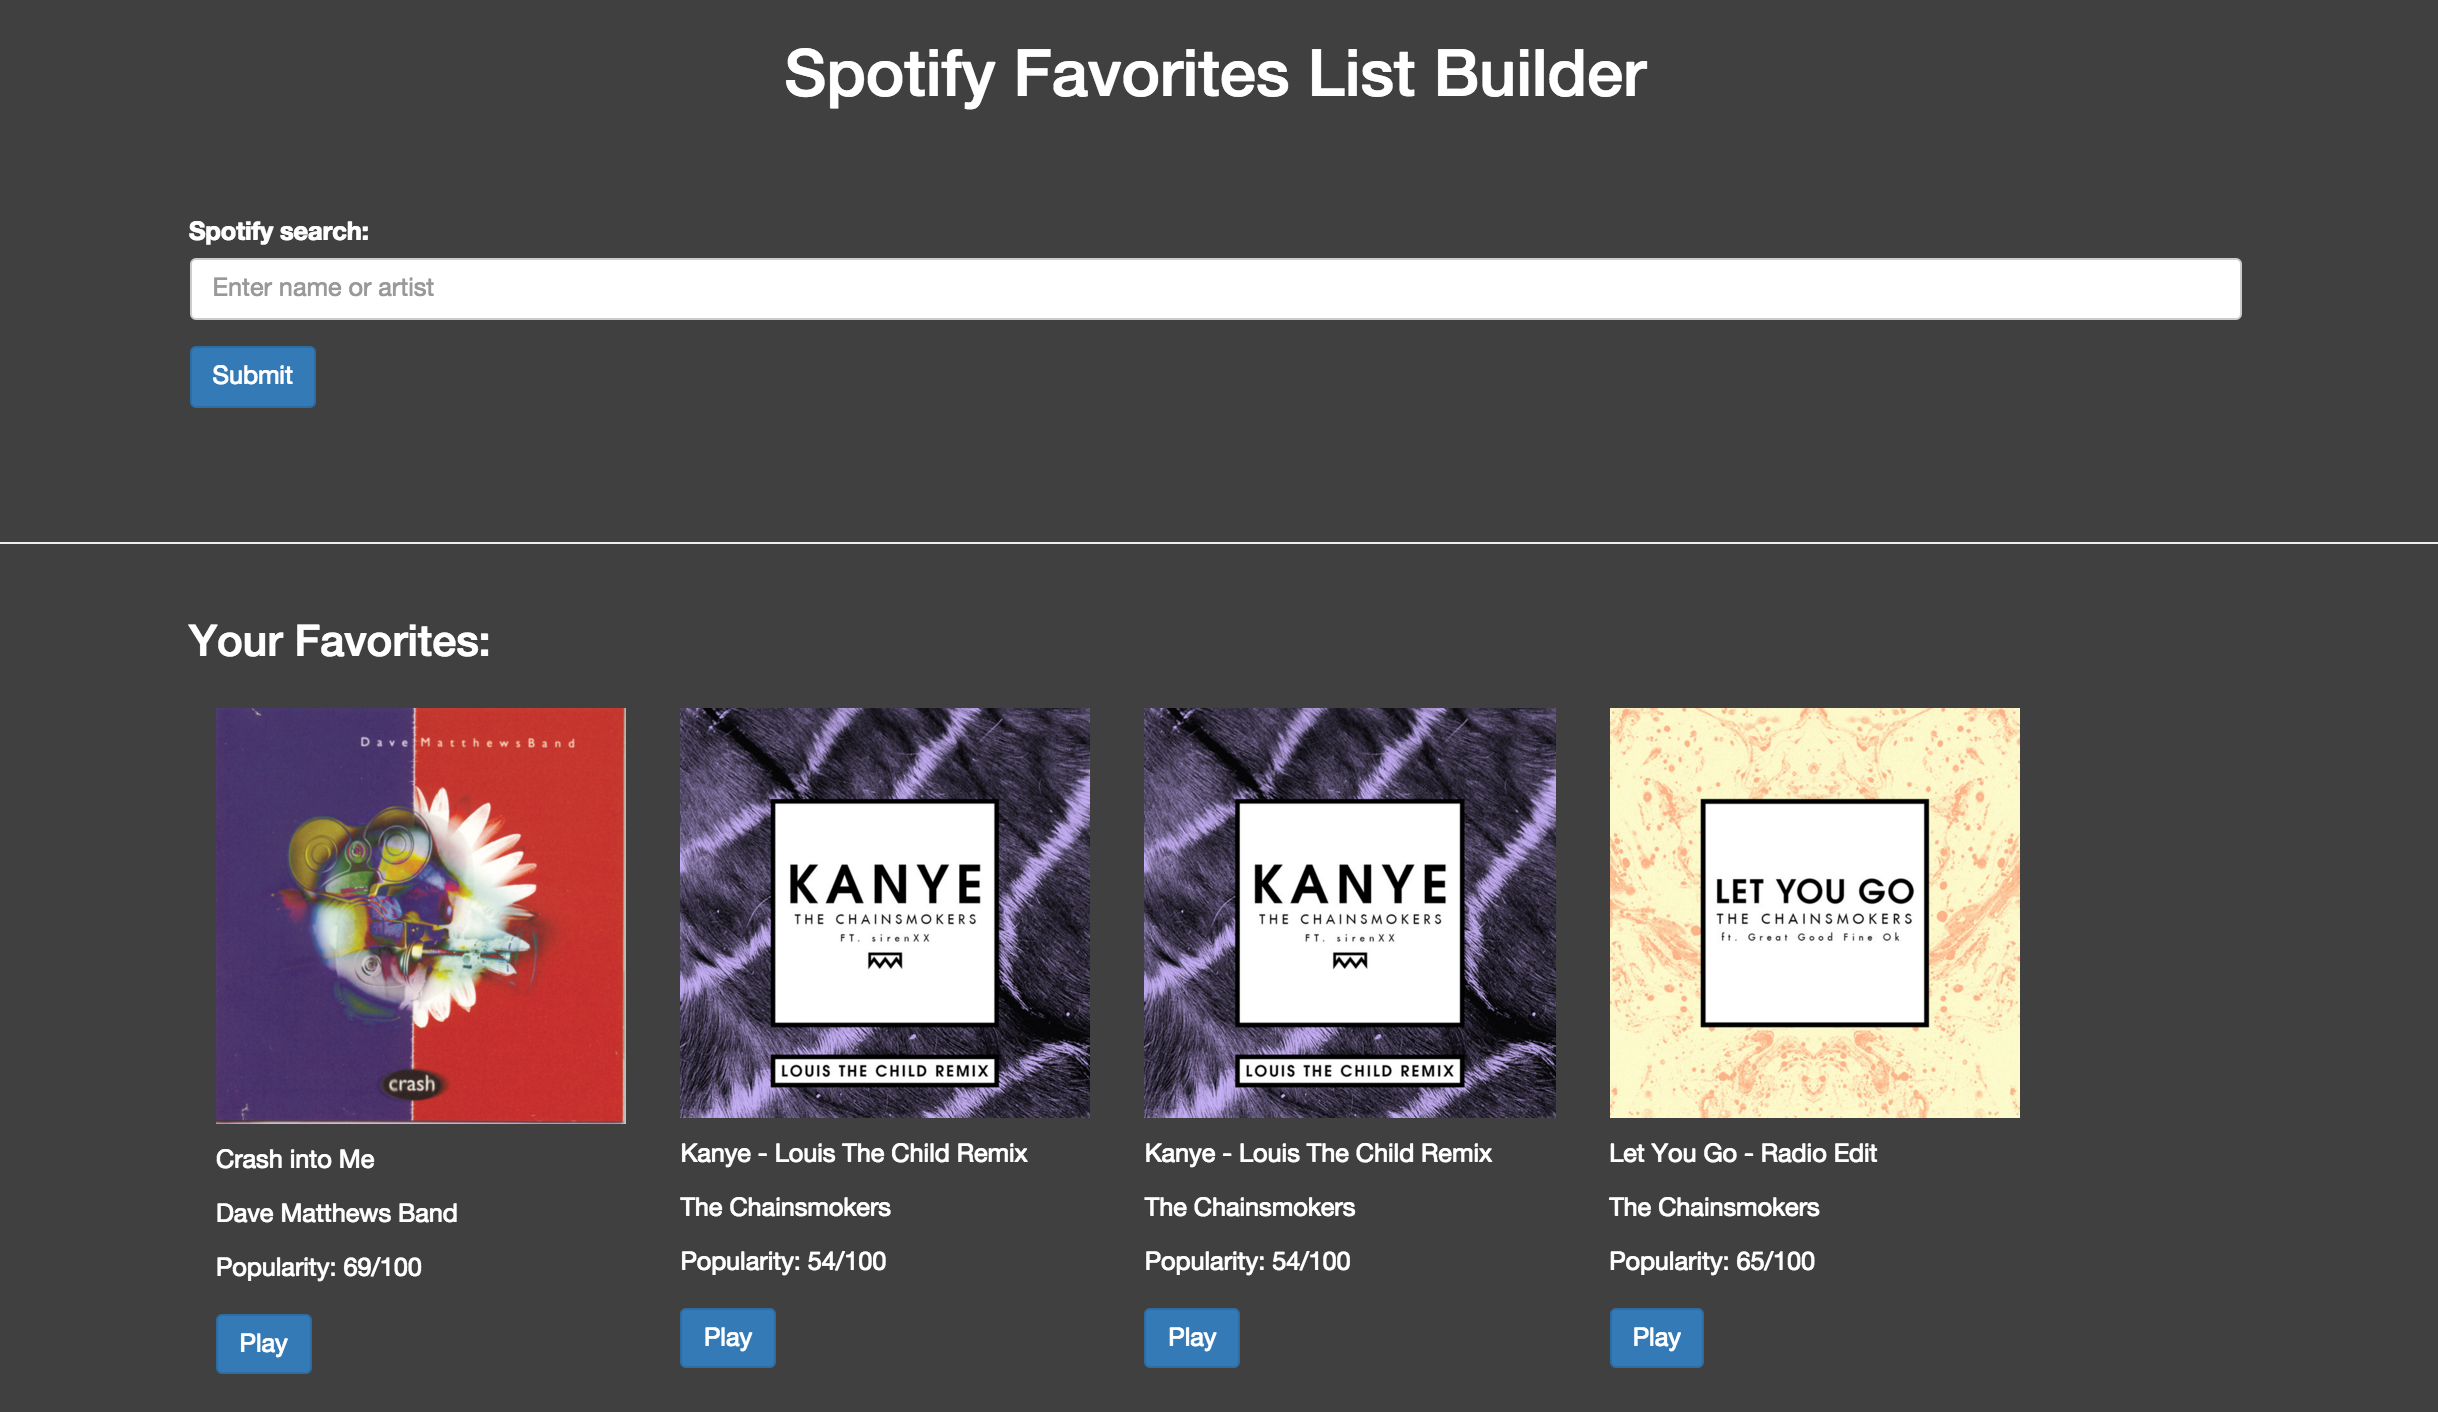 Spotify Favorites List Builder
Spotify search:
Enter name or artist
Submit
Your Favorites:
Dave Matthews Band
crash
Crash into Me
Dave Matthews Band
Popularity: 69/100
Play
KANYE
THE CHAINSMOKERS
FT. sirenXX
LOUIS THE CHILD REMIX
Kanye - Louis The Child Remix
The Chainsmokers
Popularity: 54/100
Play
KANYE
THE CHAINSMOKERS
FT. sirenXX
LOUIS THE CHILD REMIX
Kanye - Louis The Child Remix
The Chainsmokers
Popularity: 54/100
Play
LET YOU GO
THE CHAINSMOKERS
ft. Great Good Fine Ok
Let You Go - Radio Edit
The Chainsmokers
Popularity: 65/100
Play